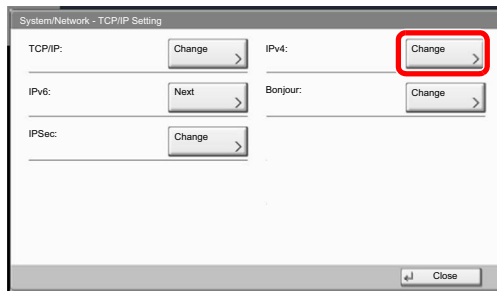 System/Network - TCP/IP Setting
TCP/IP: Change IPv4: Change
IPv6: Next Bonjour: Change
IPSec: Change
Close